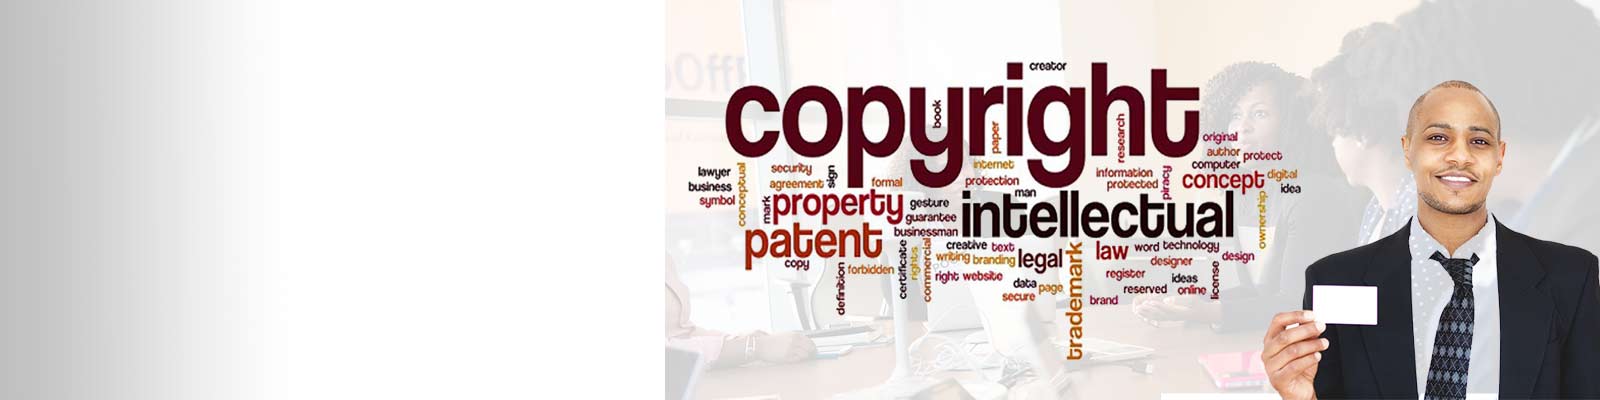 creator
copyright
book
paper
research
original
author
protect
lawyer
conceptual
security
sign
internet
information
piracy
computer
digital
business
agreement
formal
protection
protected
concept
idea
symbol
mark
property
gesture
man
intellectual
ownership
guarantee
patent
businessman
creative
text
legal
trademark
law
word
technology
copy
definition
forbidden
certificate
rights
commercial
writing
branding
designer
design
right
website
register
ideas
license
data
page
reserved
online
secure
brand